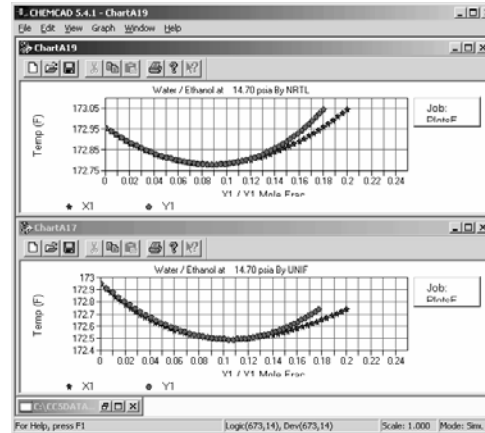 CHEMCAD 5.4.1 - ChartA19
File Edit View Graph Window Help
ChartA19
Water / Ethanol at 14.70 psia By NRTL
Temp (F)
173.05
172.95
172.85
172.75
0 0.02 0.04 0.06 0.08 0.1 0.12 0.14 0.16 0.18 0.2 0.22 0.24
X1 / Y1 Mole Frac
X1 Y1
Job:
PlotsE
ChartA17
Water / Ethanol at 14.70 psia By UNIF
Temp (F)
173
172.9
172.8
172.7
172.6
172.5
172.4
0 0.02 0.04 0.06 0.08 0.1 0.12 0.14 0.16 0.18 0.2 0.22 0.24
X1 / Y1 Mole Frac
X1 Y1
Job:
PlotsE
C:\CC5DATA...
For Help, press F1 Logic(673,14), Dev(673,14) Scale: 1.000 Mode: Simu